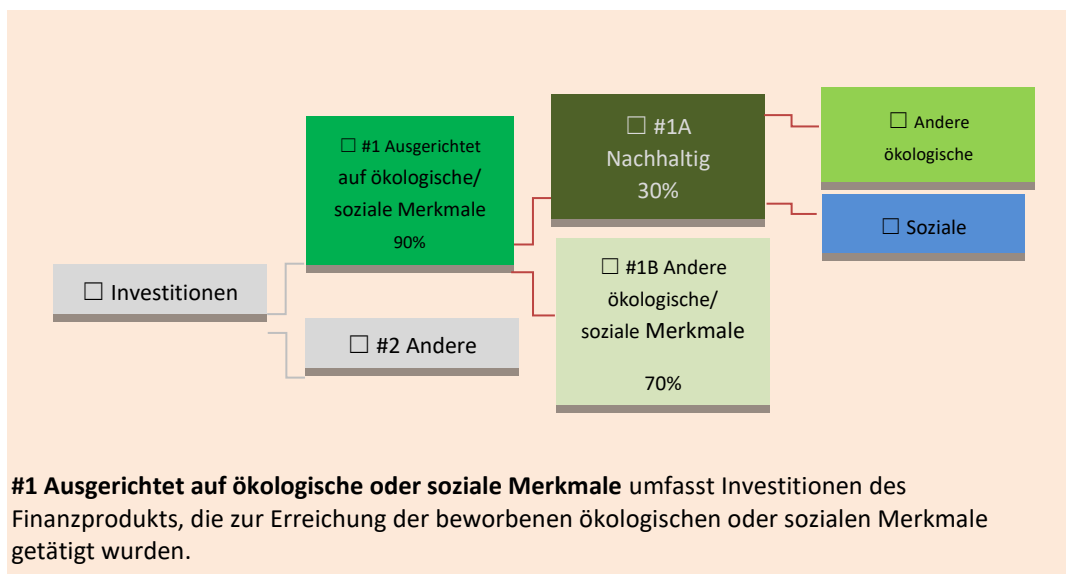 ☐ Investitionen
☐ #1 Ausgerichtet
auf ökologische/
soziale Merkmale
90%
☐ #2 Andere
☐ #1A
Nachhaltig
30%
☐ #1B Andere
ökologische/
soziale Merkmale
70%
☐ Andere
ökologische
☐ Soziale
#1 Ausgerichtet auf ökologische oder soziale Merkmale umfasst Investitionen des
Finanzprodukts, die zur Erreichung der beworbenen ökologischen oder sozialen Merkmale
getätigt wurden.